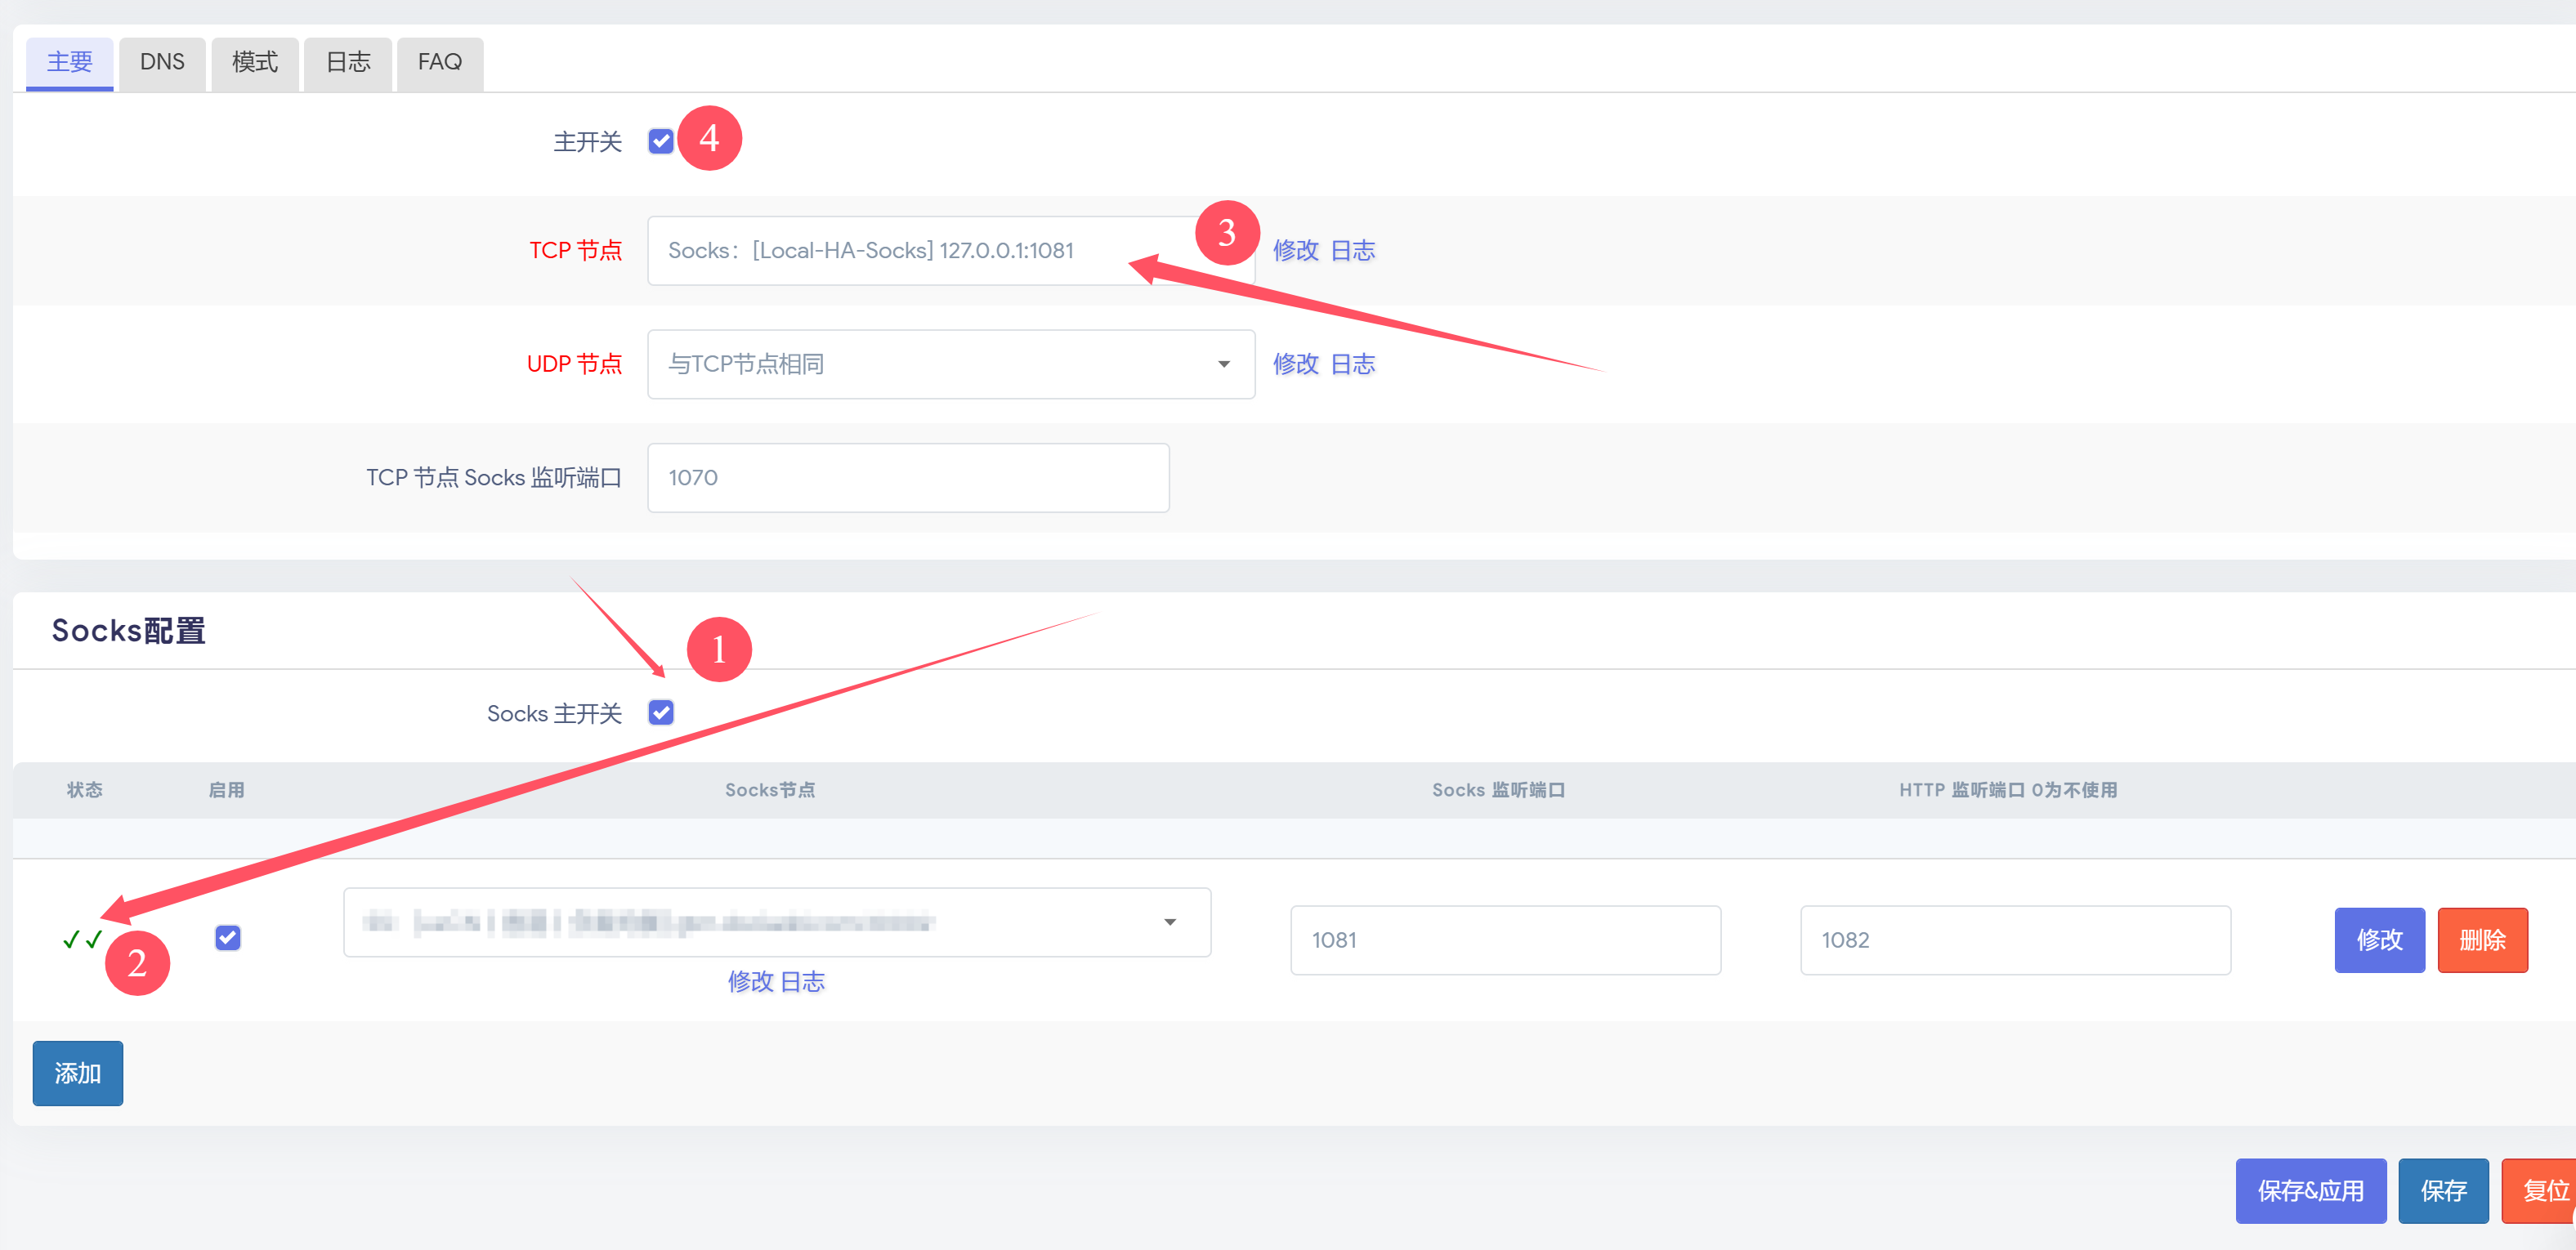 主要 DNS 模式 日志 FAQ
主开关 4
TCP 节点 Socks：[Local-HA-Socks] 127.0.0.1:1081 3 修改 日志
UDP 节点 与TCP节点相同 修改 日志
TCP 节点 Socks 监听端口 1070
Socks配置
1
Socks 主开关
状态 启用 Socks节点 Socks 监听端口 HTTP 监听端口 0为不使用
2 1081 1082 修改 删除
修改 日志
添加
保存&应用 保存 复位